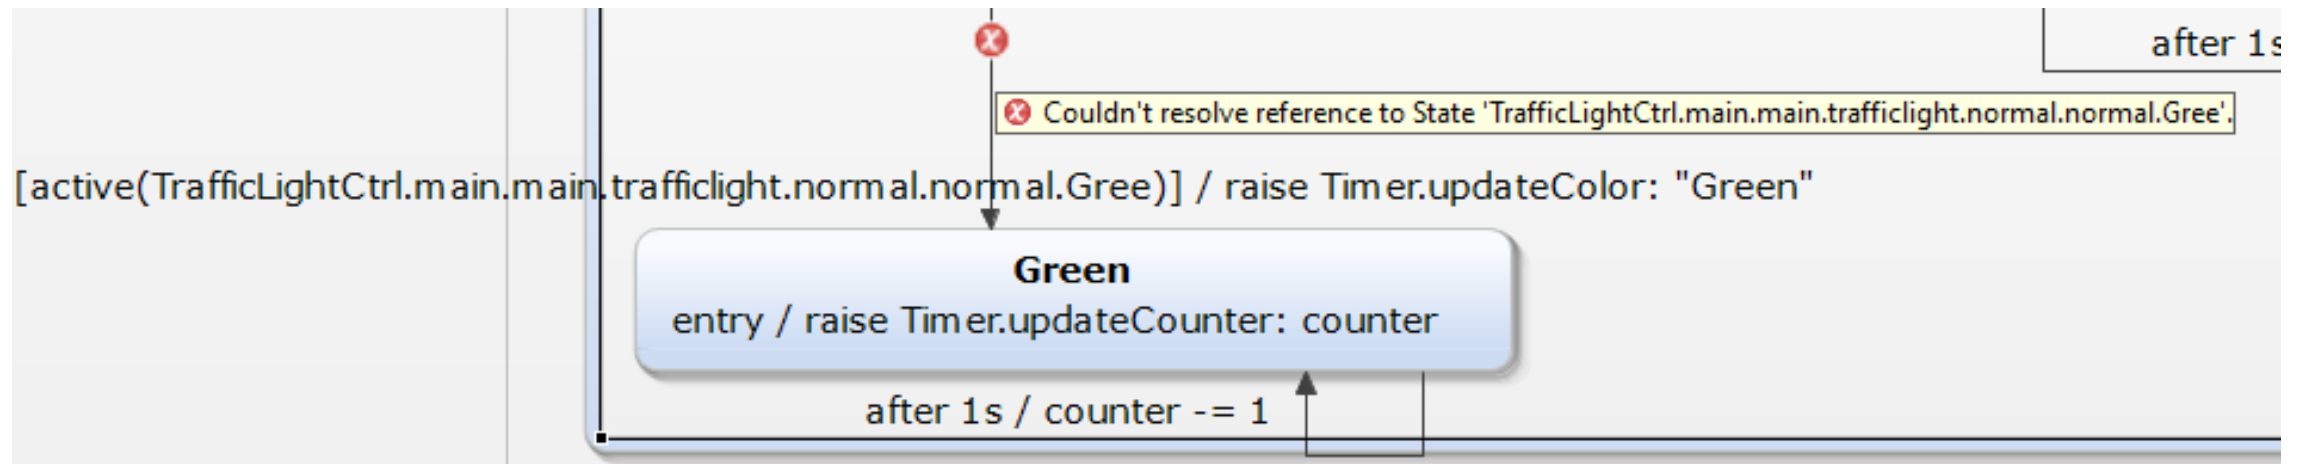 after 1s
Couldn't resolve reference to State 'TrafficLightCtrl.main.main.trafficlight.normal.normal.Gree'.
[active(TrafficLightCtrl.main.main.trafficlight.normal.normal.Gree)] / raise Timer.updateColor: "Green"
Green
entry / raise Timer.updateCounter: counter
after 1s / counter -= 1